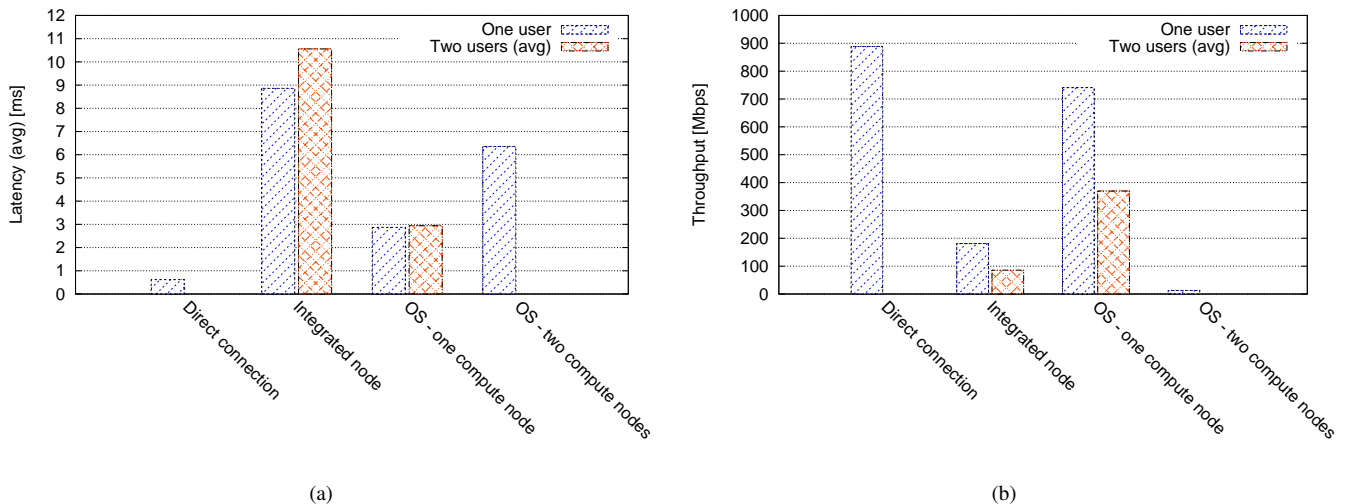 Latency (avg) [ms]
12
11
10
9
8
7
6
5
4
3
2
1
0
One user
Two users (avg)
Direct connection
Integrated node
OS - one compute node
OS - two compute nodes
(a)
Throughput [Mbps]
1000
900
800
700
600
500
400
300
200
100
0
One user
Two users (avg)
Direct connection
Integrated node
OS - one compute node
OS - two compute nodes
(b)